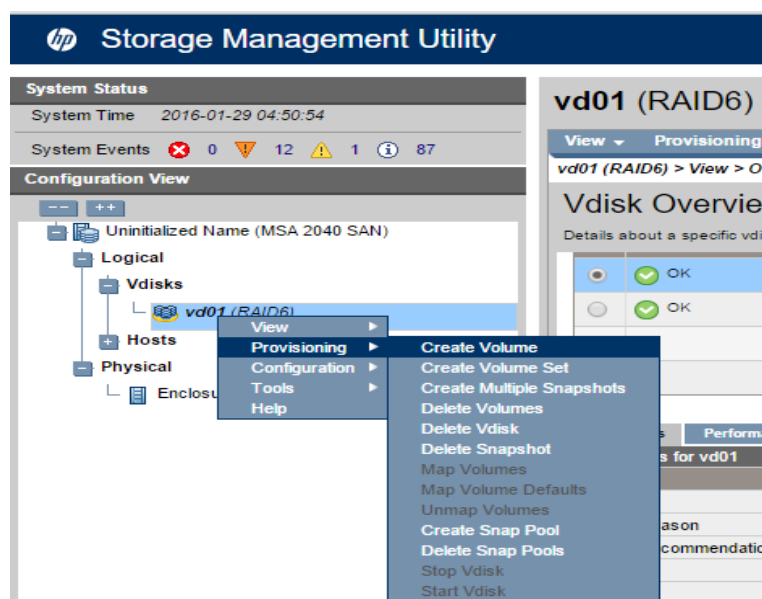 hp Storage Management Utility
System Status
System Time 2016-01-29 04:50:54
System Events 0 12 1 87
Configuration View
-- ++
Uninitialized Name (MSA 2040 SAN)
Logical
Vdisks
vd01 (RAID6)
Hosts
Physical
View
Provisioning
Configuration
Tools
Help
Create Volume
Create Volume Set
Create Multiple Snapshots
Delete Volumes
Delete Vdisk
Delete Snapshot
Map Volumes
Map Volume Defaults
Unmap Volumes
Create Snap Pool
Delete Snap Pools
Stop Vdisk
Start Vdisk
vd01 (RAID6)
View Provisioning
vd01 (RAID6) > View > O
Vdisk Overvie
Details about a specific vdi
OK
OK
Perform
s for vd01
ason
commendatio